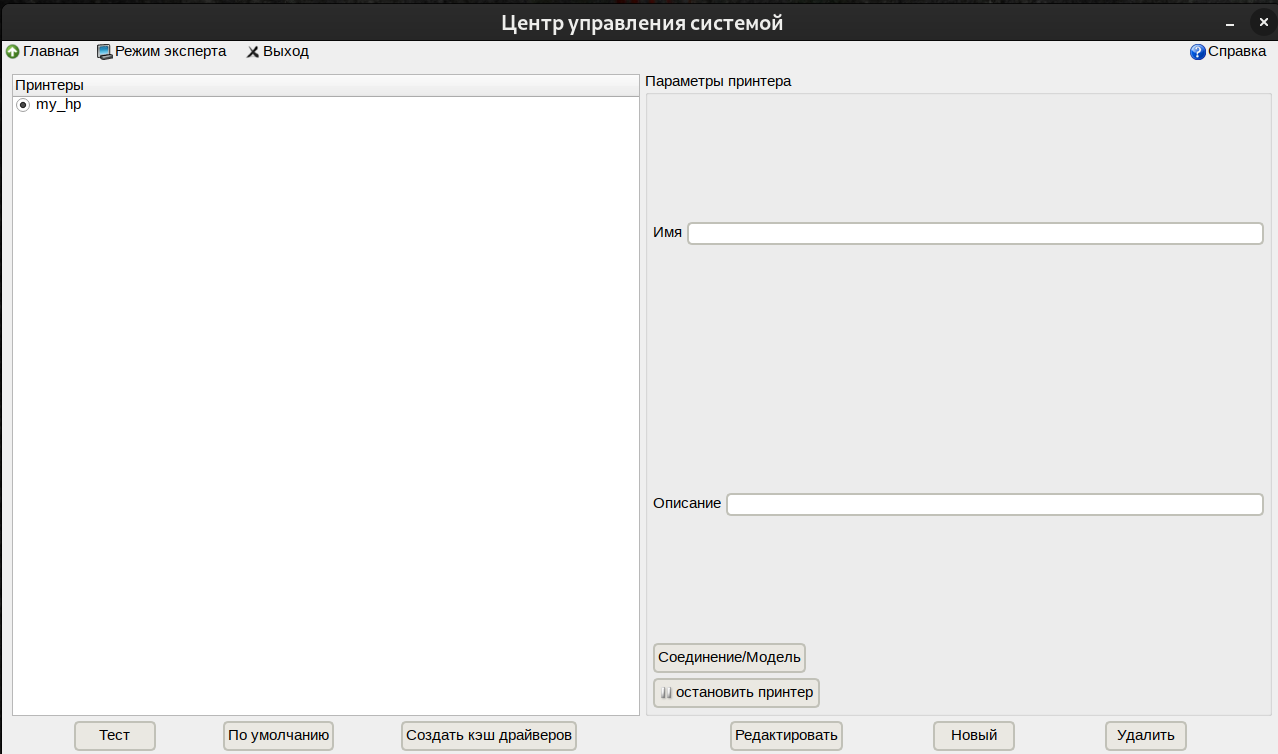 Центр управления системой
Главная Режим эксперта Выход Справка
Принтеры
my_hp
Параметры принтера
Имя
Описание
Соединение/Модель
остановить принтер
Тест По умолчанию Создать кэш драйверов Редактировать Новый Удалить